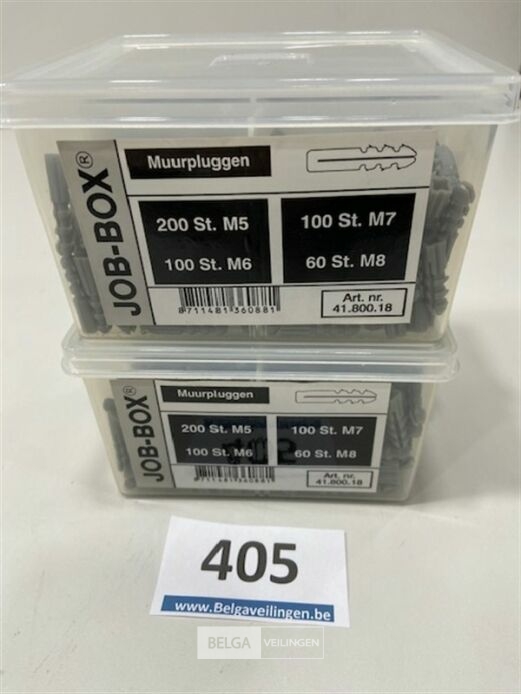 JOB-BOX®
Muurpluggen
200 St. M5
100 St. M7
100 St. M6
60 St. M8
8711481360881
Art. nr.
41.800.18
JOB-BOX®
Muurpluggen
200 St. M5
100 St. M7
100 St. M6
60 St. M8
8711481360881
Art. nr.
41.800.18
405
www.Belgaveilingen.be
BELGA VEILINGEN